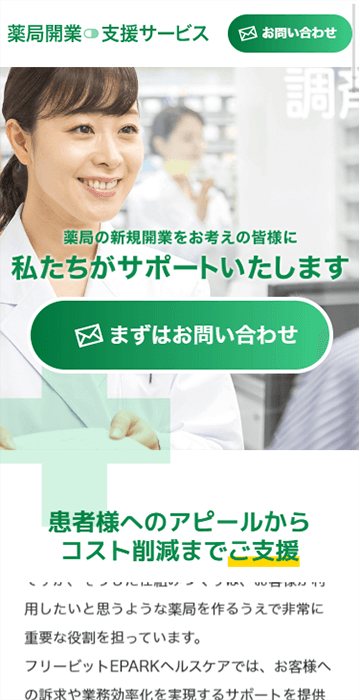 薬局開業支援サービス
お問い合わせ
調剤
薬局の新規開業をお考えの皆様に
私たちがサポートいたします
まずはお問い合わせ
患者様へのアピールから
コスト削減までご支援
用したいと思うような薬局を作るうえで非常に
重要な役割を担っています。
フリービットEPARKヘルスケアでは、お客様へ
の訴求や業務効率化を実現するサポートを提供